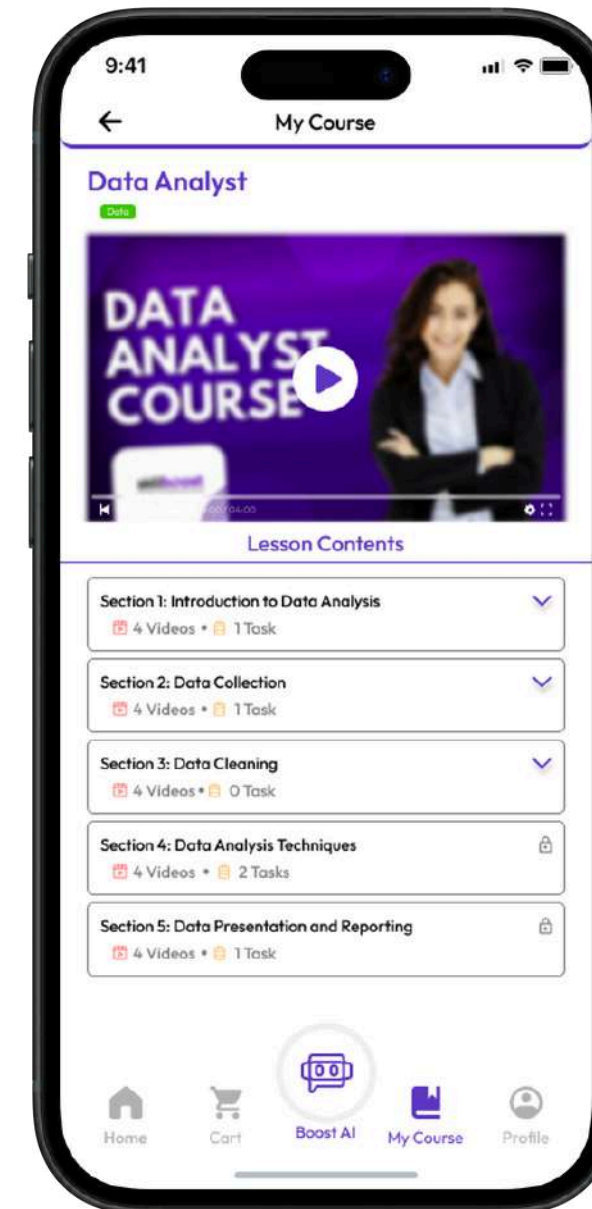 9:41
My Course
Data Analyst
Data
DATA
ANALYST
COURSE
04:00
Lesson Contents
Section 1: Introduction to Data Analysis
4 Videos • 1 Task
Section 2: Data Collection
4 Videos • 1 Task
Section 3: Data Cleaning
4 Videos • 0 Task
Section 4: Data Analysis Techniques
4 Videos • 2 Tasks
Section 5: Data Presentation and Reporting
4 Videos • 1 Task
Home
Cart
Boost AI
My Course
Profile